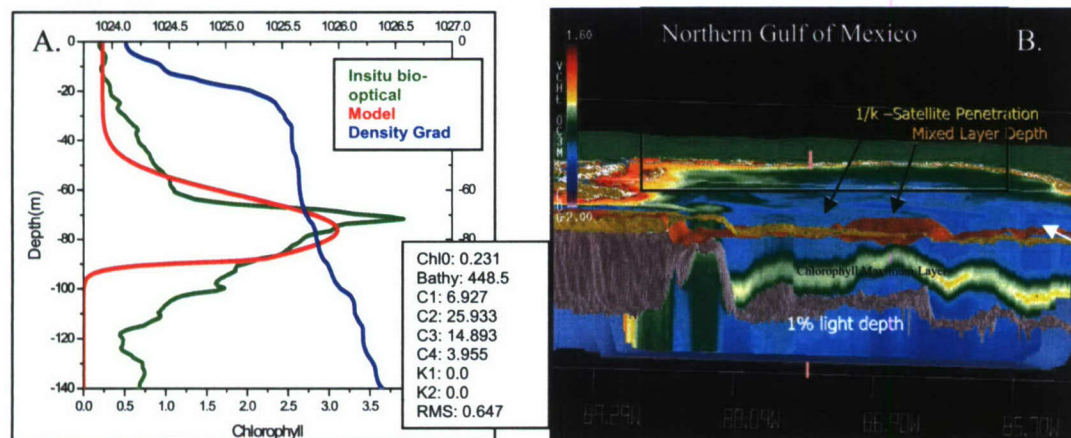 1024.0 1024.5 1025.0 1025.5 1026.0 1026.5 1027.0
A.
0
-20
-40
-60
-80
-100
-120
-140
Depth(m)
Insitu bio-
optical
Model
Density Grad
0
-60
-80
Chl0: 0.231
Bathy: 448.5
C1: 6.927
C2: 25.933
C3: 14.893
C4: 3.955
K1: 0.0
K2: 0.0
RMS: 0.647
0.0 0.5 1.0 1.5 2.0 2.5 3.0 3.5
Chlorophyll
Northern Gulf of Mexico
B.
1.60
1/k –Satellite Penetration
Mixed Layer Depth
-2.00
Chlorophyll Maximum Layer
1% light depth
88.09W